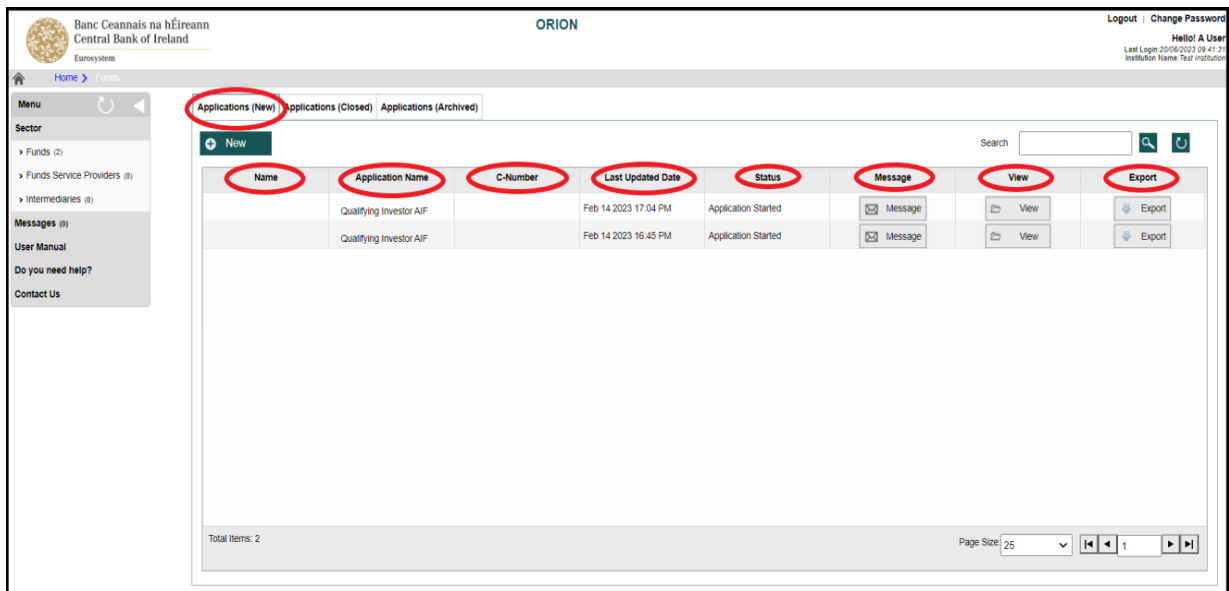 Banc Ceannais na hÉireann
Central Bank of Ireland
Eurosystem
ORION
Logout | Change Password
Hello! A User
Last Login:20/06/2023 09:41:31
Institution Name:Test Institution
Home > Funds
Menu
Sector
> Funds (2)
> Funds Service Providers (0)
> Intermediaries (0)
Messages (0)
User Manual
Do you need help?
Contact Us
Applications (New) Applications (Closed) Applications (Archived)
New
Search
Name Application Name C-Number Last Updated Date Status Message View Export
Qualifying Investor AIF Feb 14 2023 17:04 PM Application Started Message View Export
Qualifying Investor AIF Feb 14 2023 16:45 PM Application Started Message View Export
Total Items: 2
Page Size: 25 1